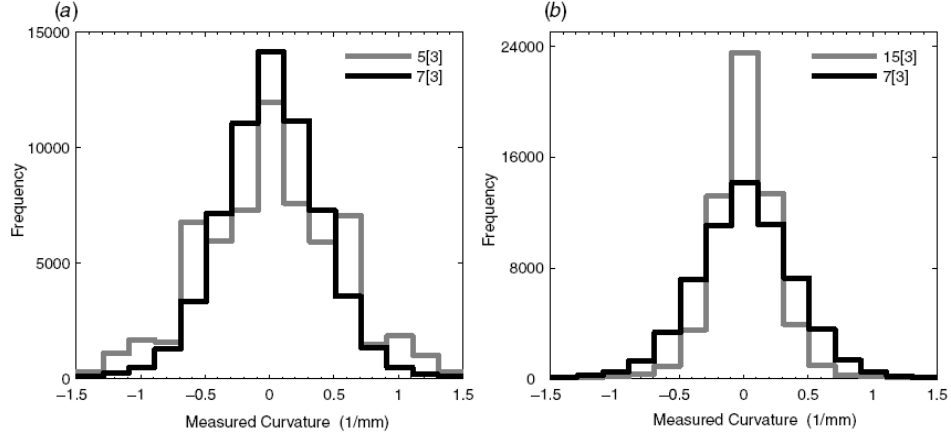 (a)
15000
10000
5000
0
Frequency
5[3]
7[3]
−1.5 −1 −0.5 0 0.5 1 1.5
Measured Curvature (1/mm)
(b)
24000
16000
8000
0
Frequency
15[3]
7[3]
−1.5 −1 −0.5 0 0.5 1 1.5
Measured Curvature (1/mm)